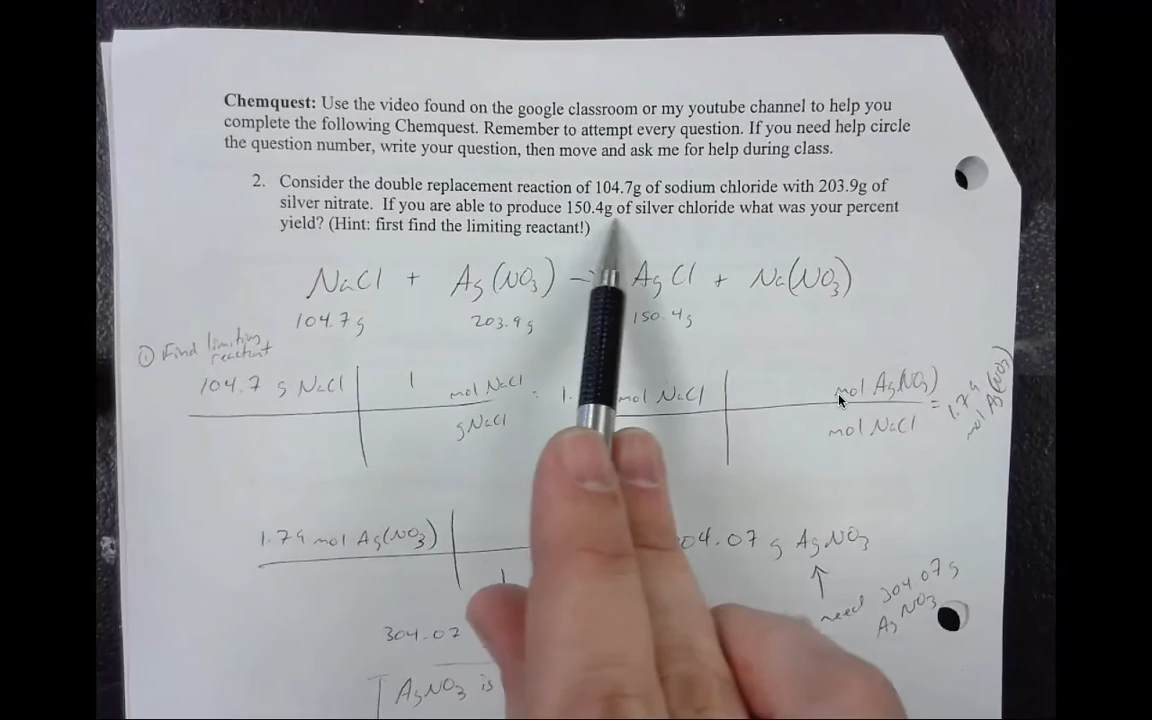 Chemquest: Use the video found on the google classroom or my youtube channel to help you
complete the following Chemquest. Remember to attempt every question. If you need help circle
the question number, write your question, then move and ask me for help during class.
2. Consider the double replacement reaction of 104.7g of sodium chloride with 203.9g of
silver nitrate. If you are able to produce 150.4g of silver chloride what was your percent
yield? (Hint: first find the limiting reactant!)
NaCl + Ag(NO3) → AgCl + Na(NO3)
104.7g 203.9g 150.4g
① Find limiting
reactant
104.7 g NaCl 1 mol NaCl = 1. mol NaCl mol Ag(NO3) = 1.79
mol Ag(NO3)
g NaCl mol NaCl
1.79 mol Ag(NO3) 04.07 g AgNO3
1
need 304.07g
AgNO3
304.07
AgNO3 is